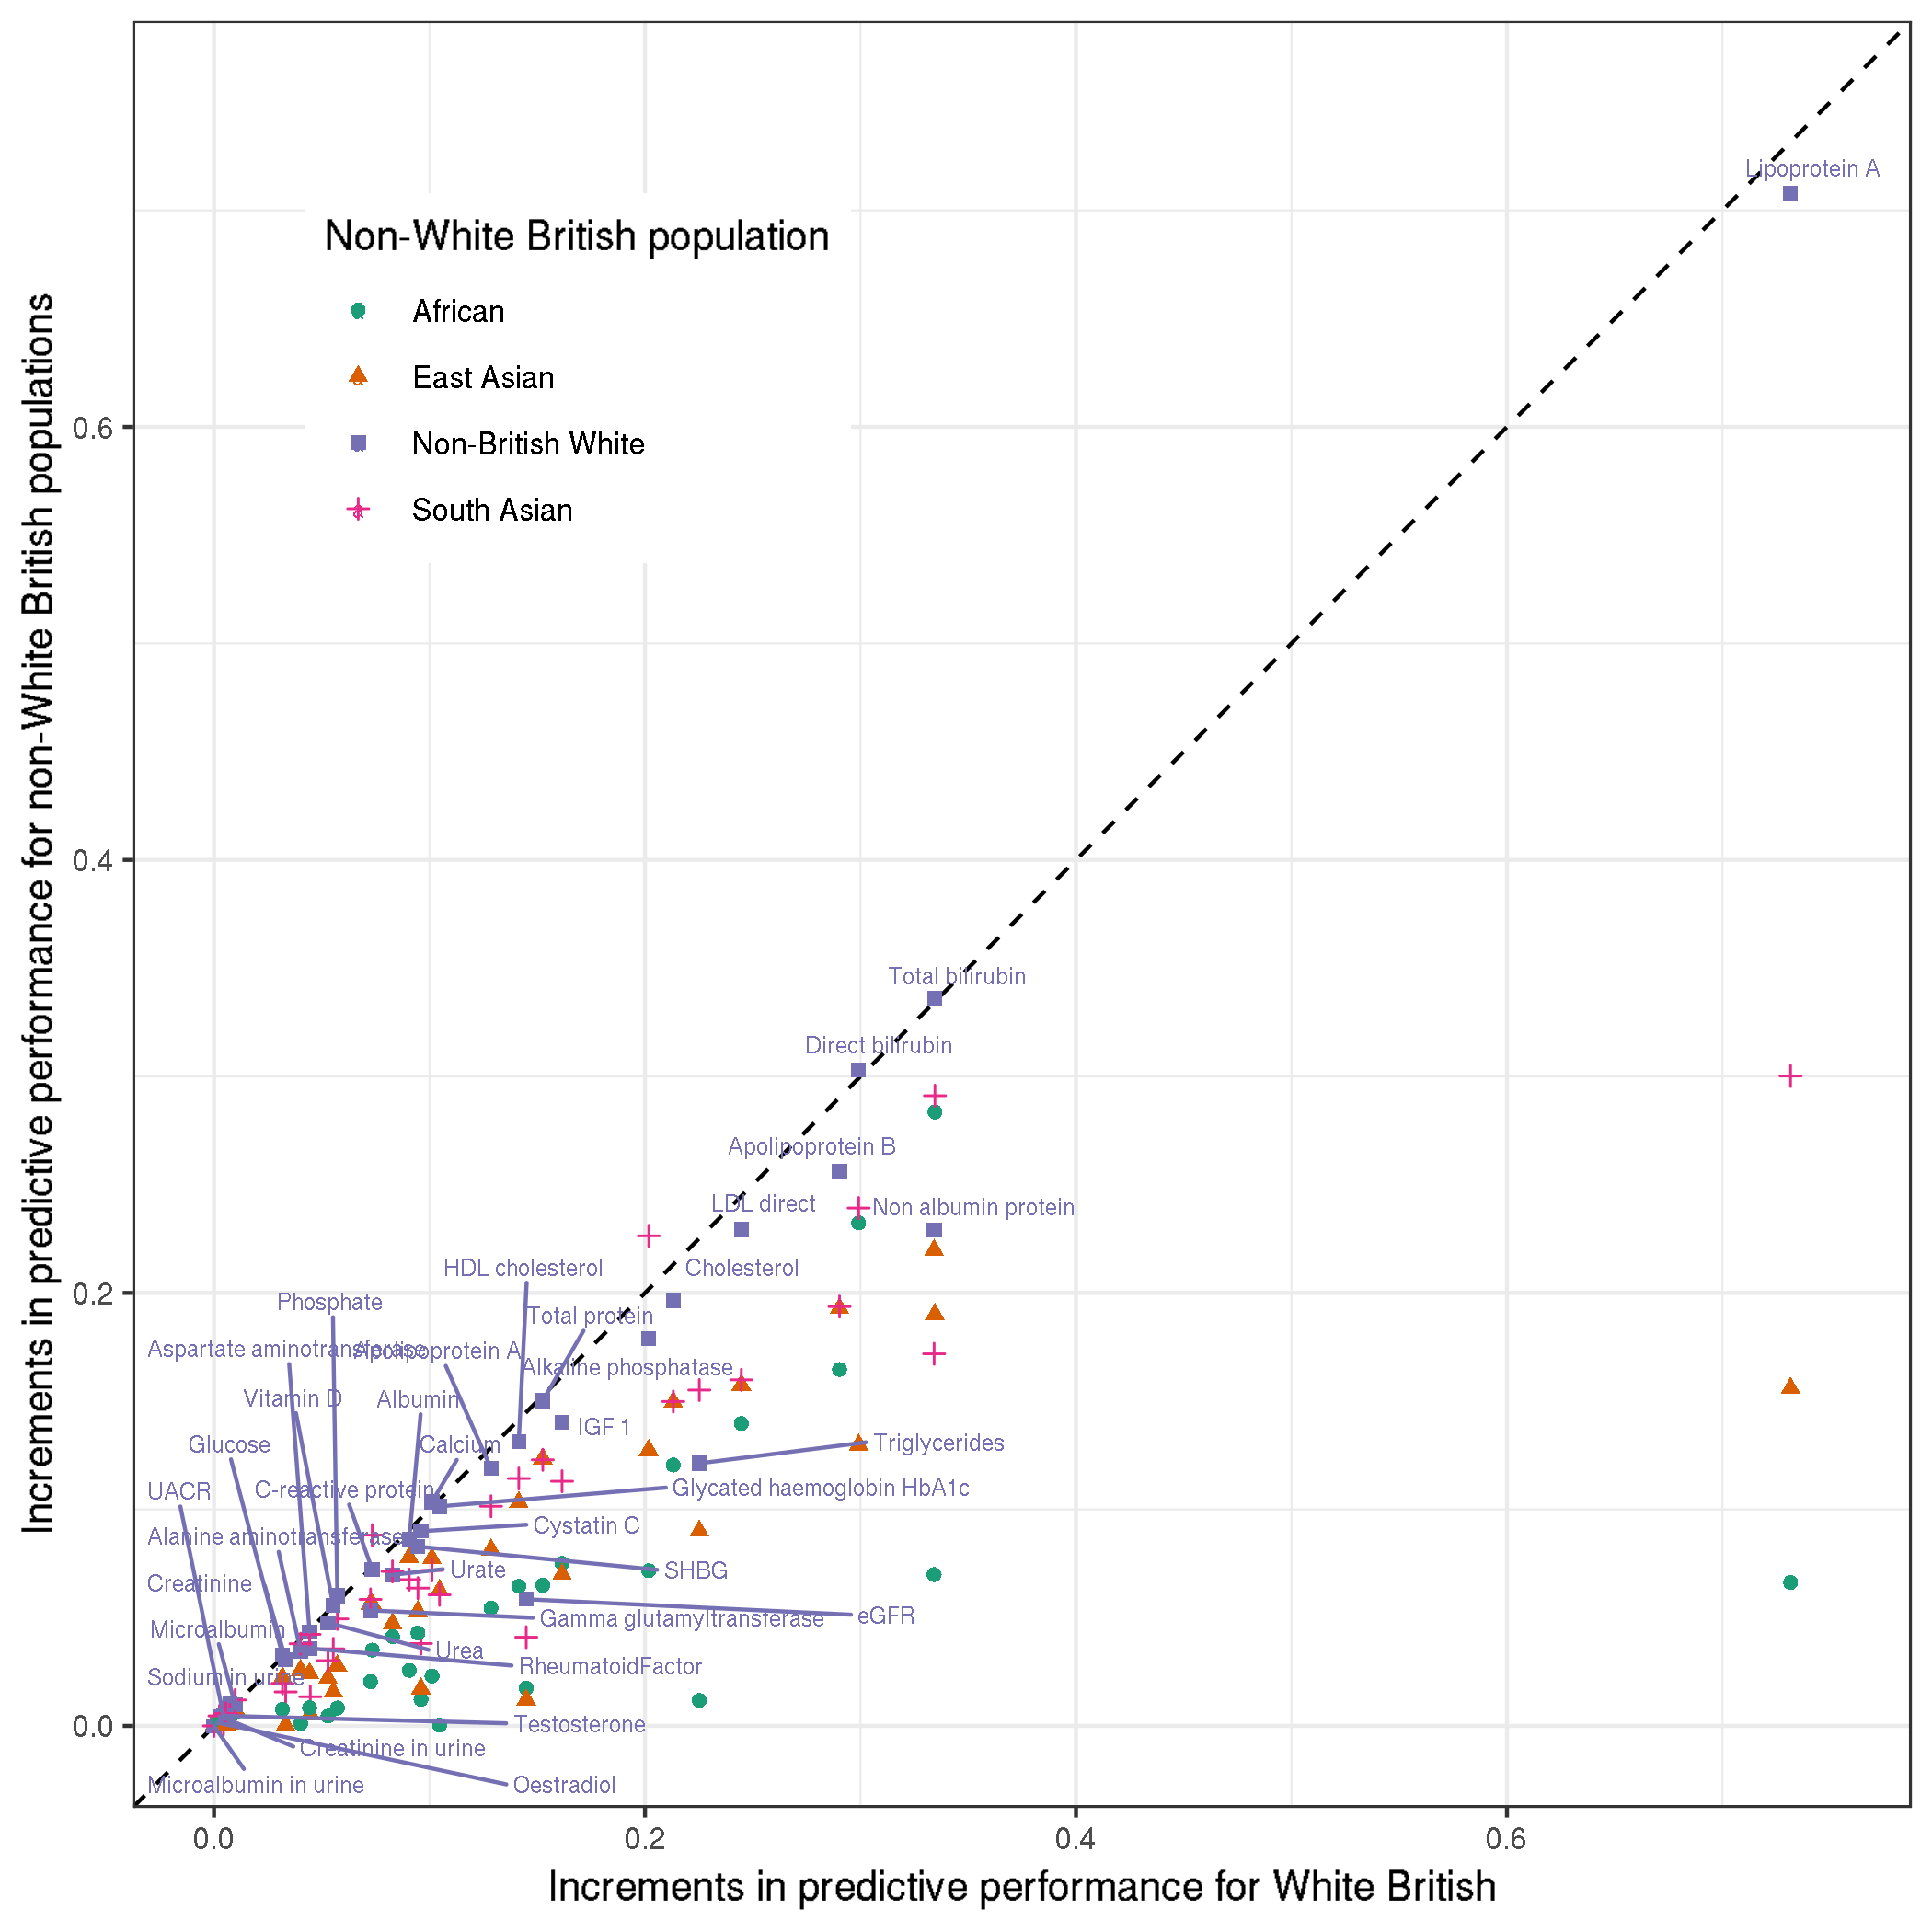 Lipoprotein A
Non-White British population
African
East Asian
Non-British White
South Asian
Increments in predictive performance for non-White British populations
0.6
0.4
0.2
0.0
Total bilirubin
Direct bilirubin
Apolipoprotein B
LDL direct
Non albumin protein
HDL cholesterol
Cholesterol
Phosphate
Total protein
Aspartate aminotransferase
Apolipoprotein A
Alkaline phosphatase
Vitamin D
Albumin
IGF 1
Glucose
Calcium
Triglycerides
UACR
C-reactive protein
Glycated haemoglobin HbA1c
Cystatin C
Alanine aminotransferase
Urate
SHBG
Creatinine
Gamma glutamyltransferase
eGFR
Microalbumin
Urea
RheumatoidFactor
Sodium in urine
Testosterone
Creatinine in urine
Microalbumin in urine
Oestradiol
0.0
0.2
0.4
0.6
Increments in predictive performance for White British